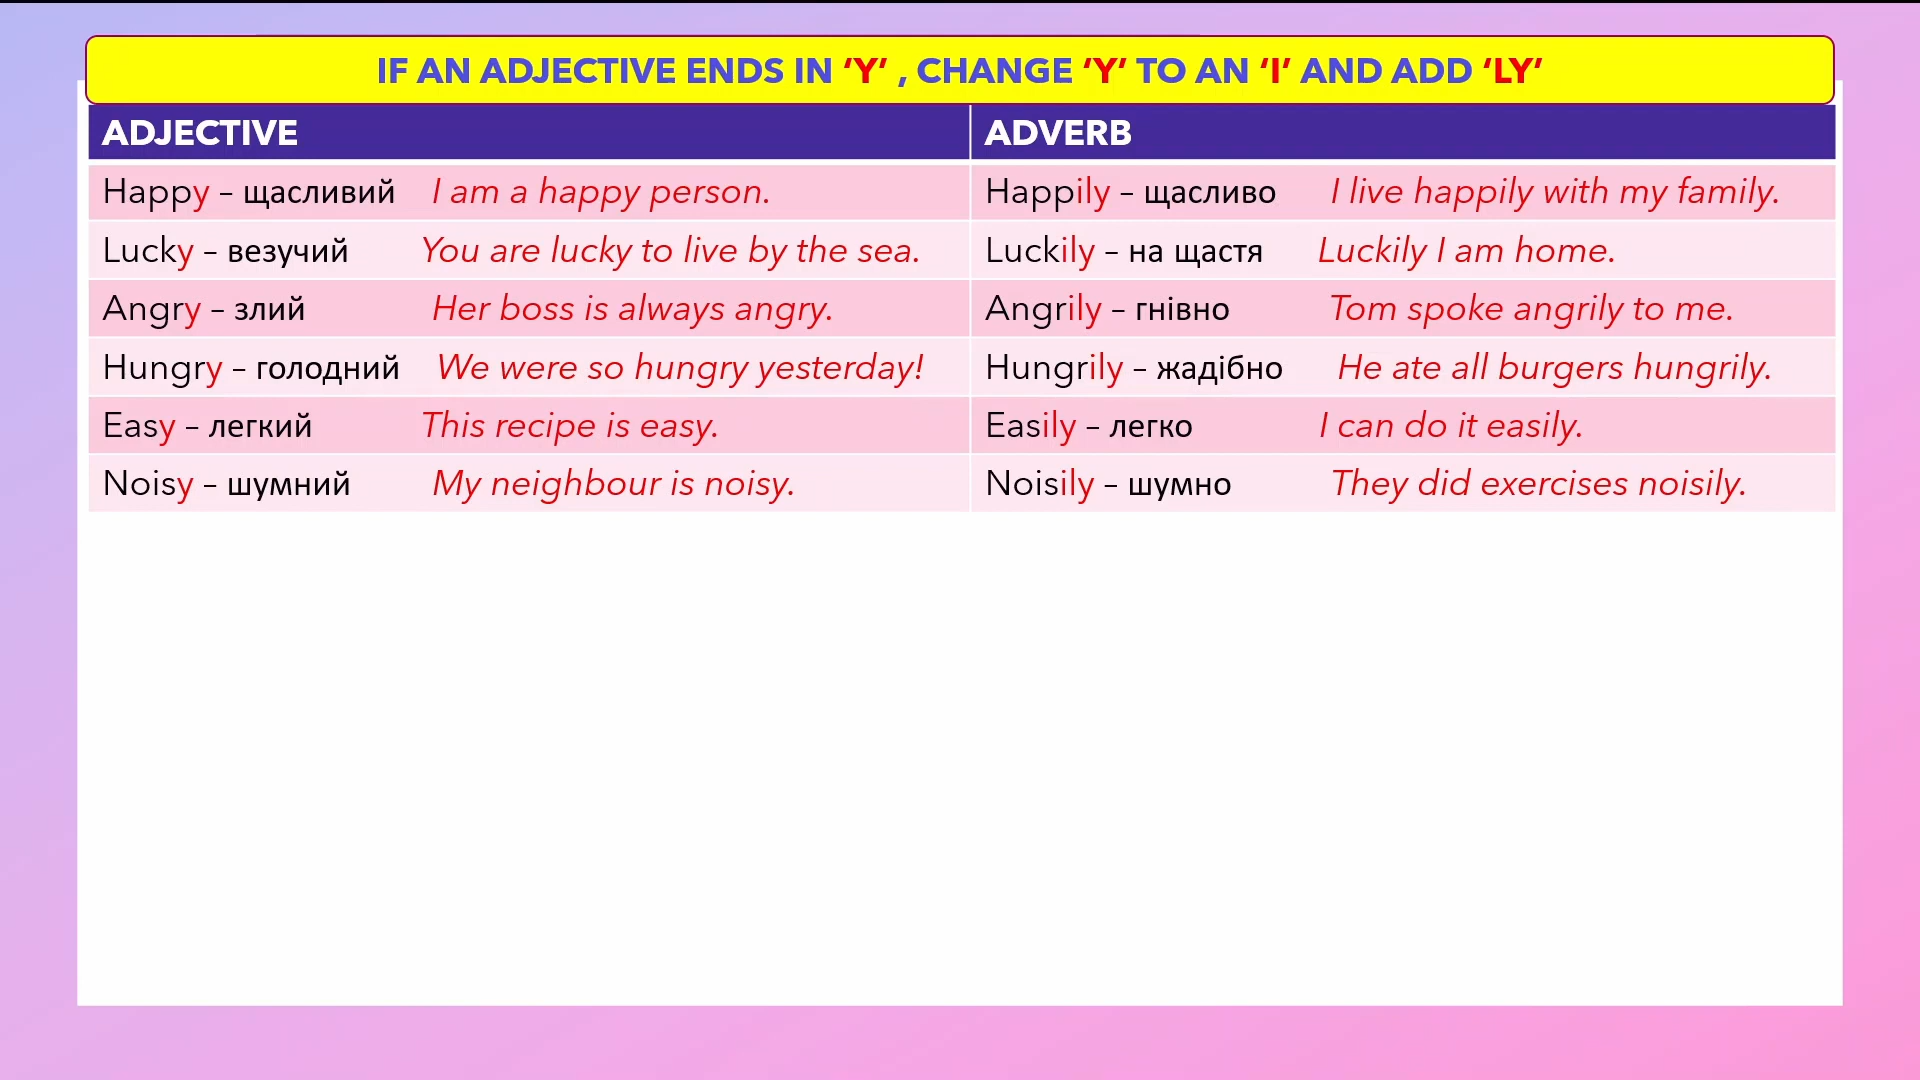 IF AN ADJECTIVE ENDS IN ‘Y’ , CHANGE ‘Y’ TO AN ‘I’ AND ADD ‘LY’
ADJECTIVE ADVERB
Happy – щасливий I am a happy person. Happily – щасливо I live happily with my family.
Lucky – везучий You are lucky to live by the sea. Luckily – на щастя Luckily I am home.
Angry – злий Her boss is always angry. Angrily – гнівно Tom spoke angrily to me.
Hungry – голодний We were so hungry yesterday! Hungrily – жадібно He ate all burgers hungrily.
Easy – легкий This recipe is easy. Easily – легко I can do it easily.
Noisy – шумний My neighbour is noisy. Noisily – шумно They did exercises noisily.